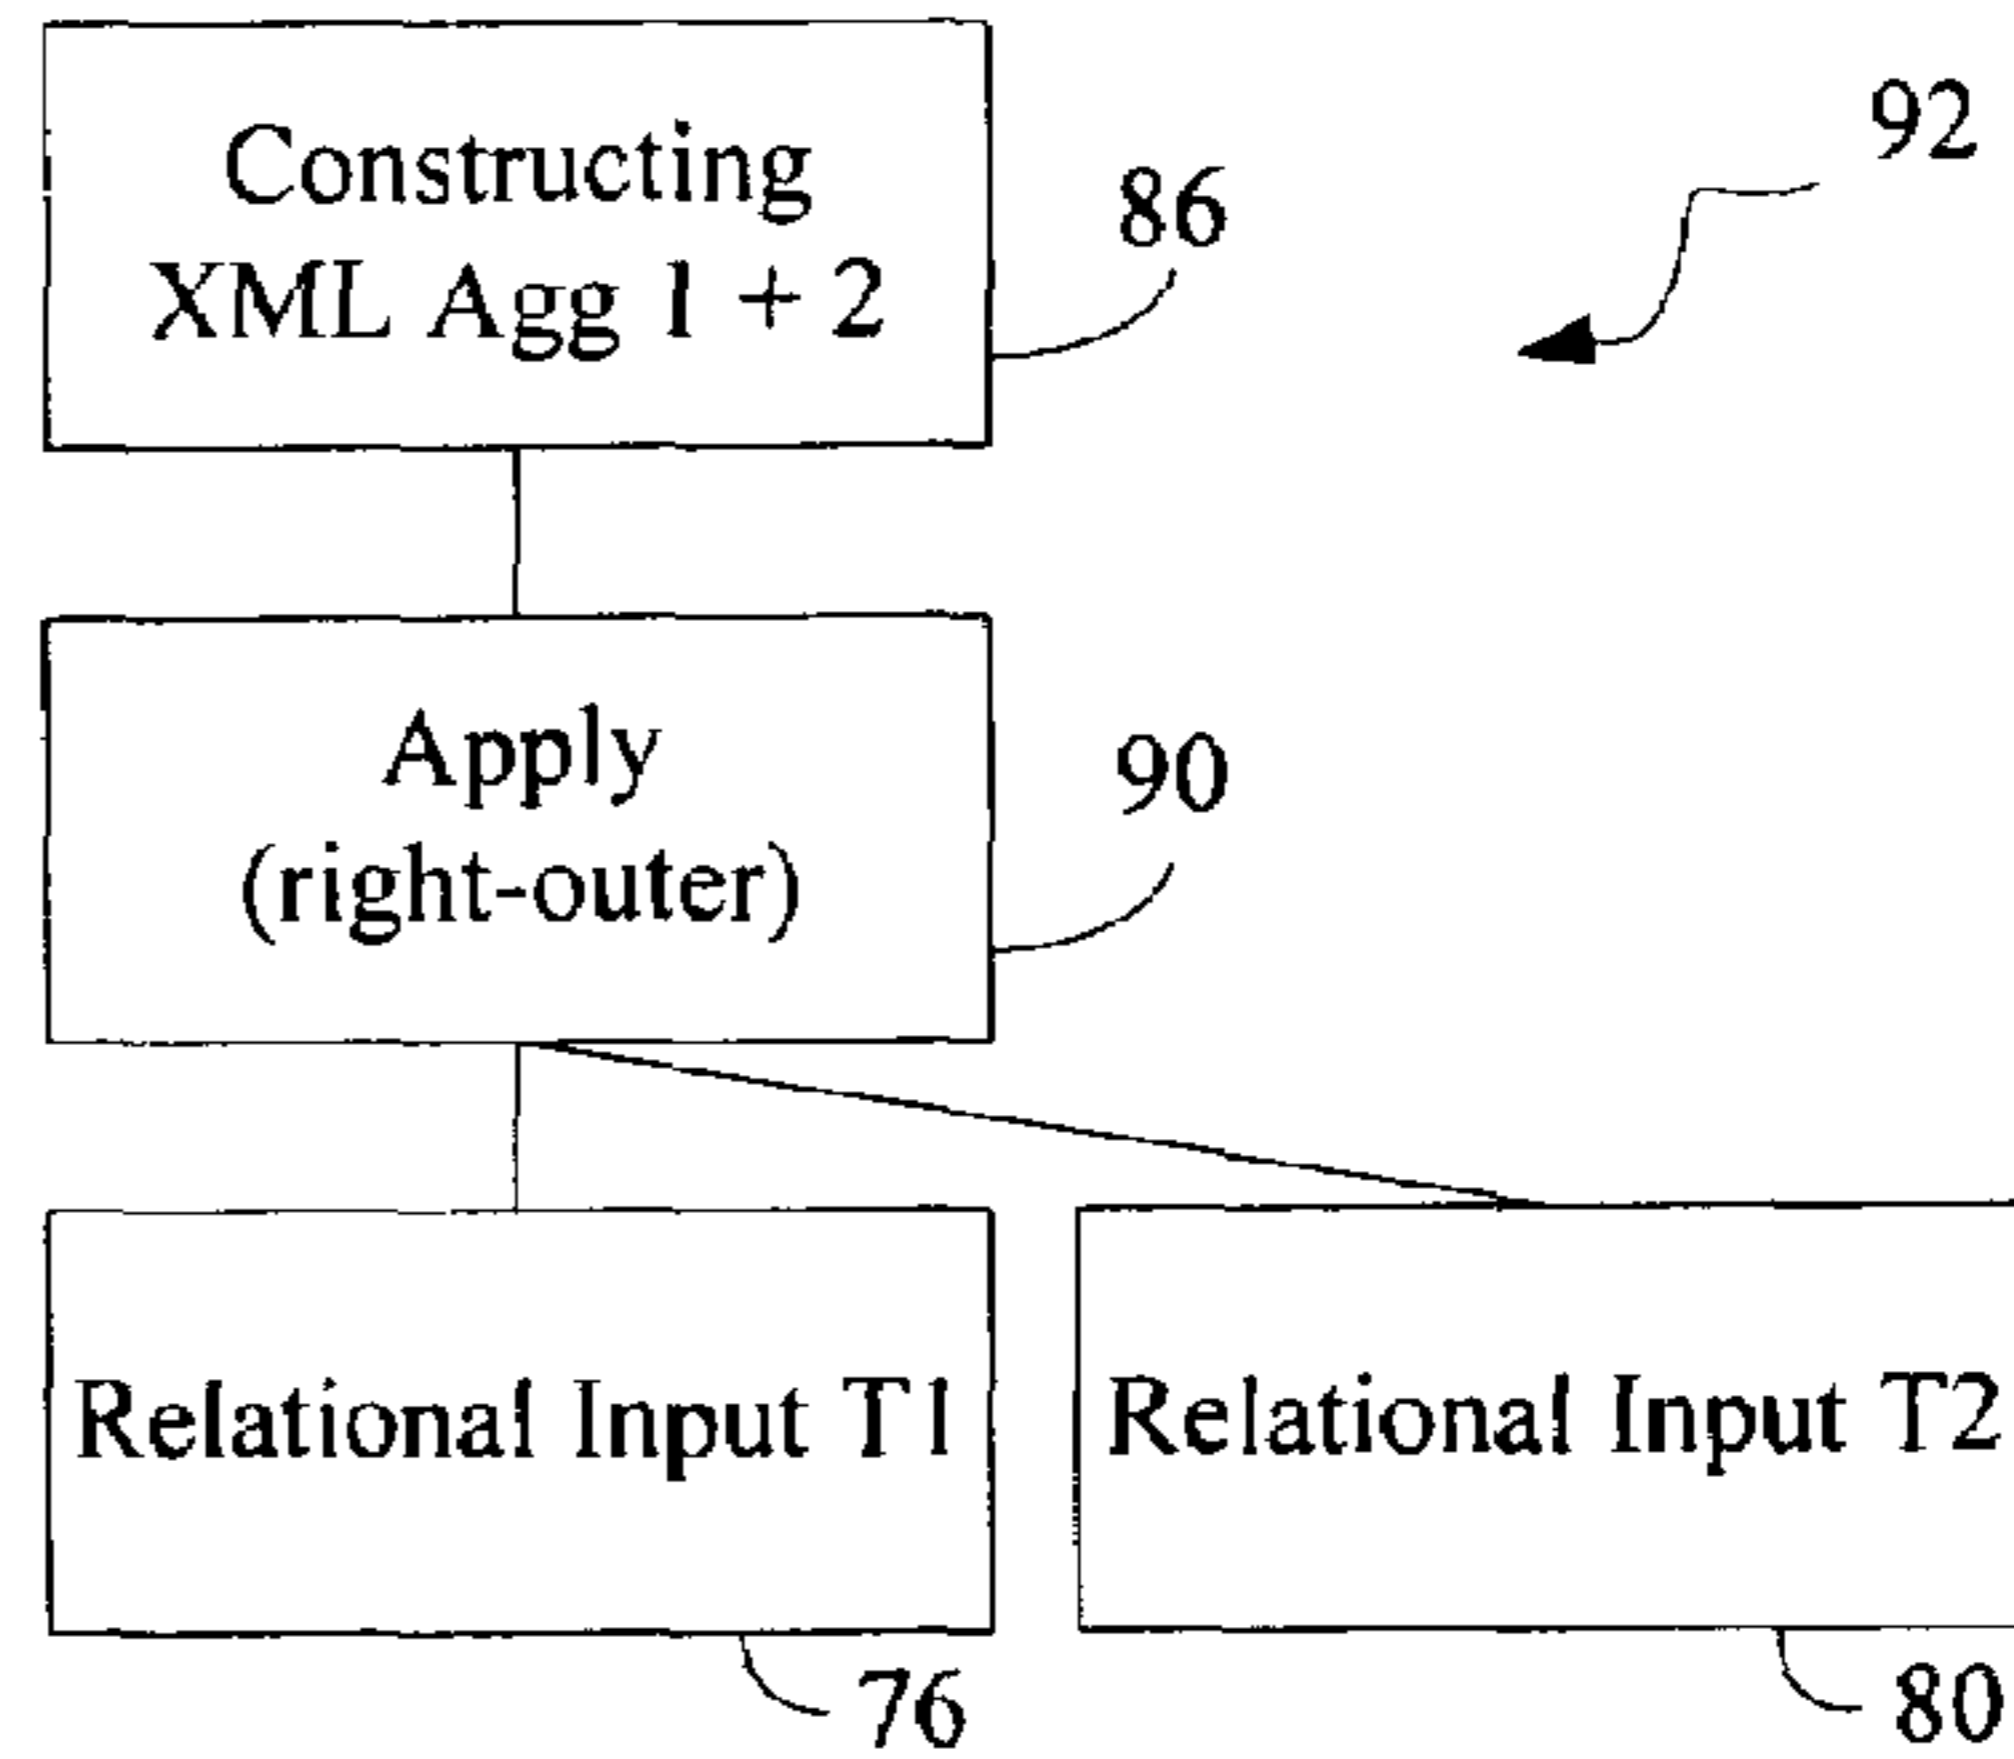 Constructing
XML Agg 1 + 2
86
92
Apply
(right-outer)
90
Relational Input T1
Relational Input T2
76
80